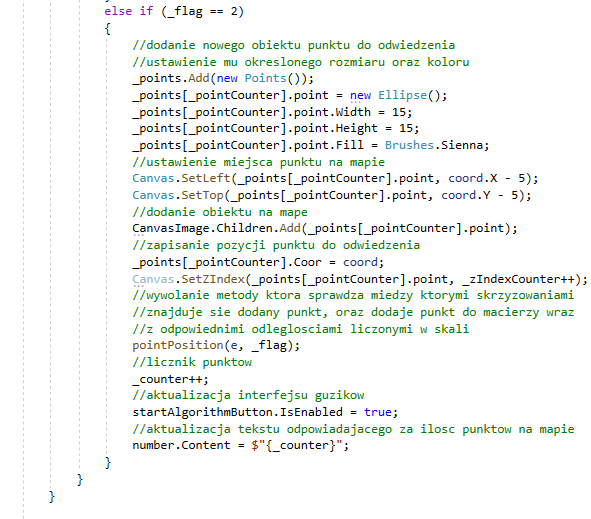 else if (_flag == 2)
{
//dodanie nowego obiektu punktu do odwiedzenia
//ustawienie mu okreslonego rozmiaru oraz koloru
_points.Add(new Points());
_points[_pointCounter].point = new Ellipse();
_points[_pointCounter].point.Width = 15;
_points[_pointCounter].point.Height = 15;
_points[_pointCounter].point.Fill = Brushes.Sienna;
//ustawienie miejsca punktu na mapie
Canvas.SetLeft(_points[_pointCounter].point, coord.X - 5);
Canvas.SetTop(_points[_pointCounter].point, coord.Y - 5);
//dodanie obiektu na mape
CanvasImage.Children.Add(_points[_pointCounter].point);
//zapisanie pozycji punktu do odwiedzenia
_points[_pointCounter].Coor = coord;
Canvas.SetZIndex(_points[_pointCounter].point, _zIndexCounter++);
//wywolanie metody ktora sprawdza miedzy ktorymi skrzyzowaniami
//znajduje sie dodany punkt, oraz dodaje punkt do macierzy wraz
//z odpowiednimi odleglosciami liczonymi w skali
pointPosition(e, _flag);
//licznik punktow
_counter++;
//aktualizacja interfejsu guzikow
startAlgorithmButton.IsEnabled = true;
//aktualizacja tekstu odpowiadajacego za ilosc punktow na mapie
number.Content = $"{_counter}";
}
}
}